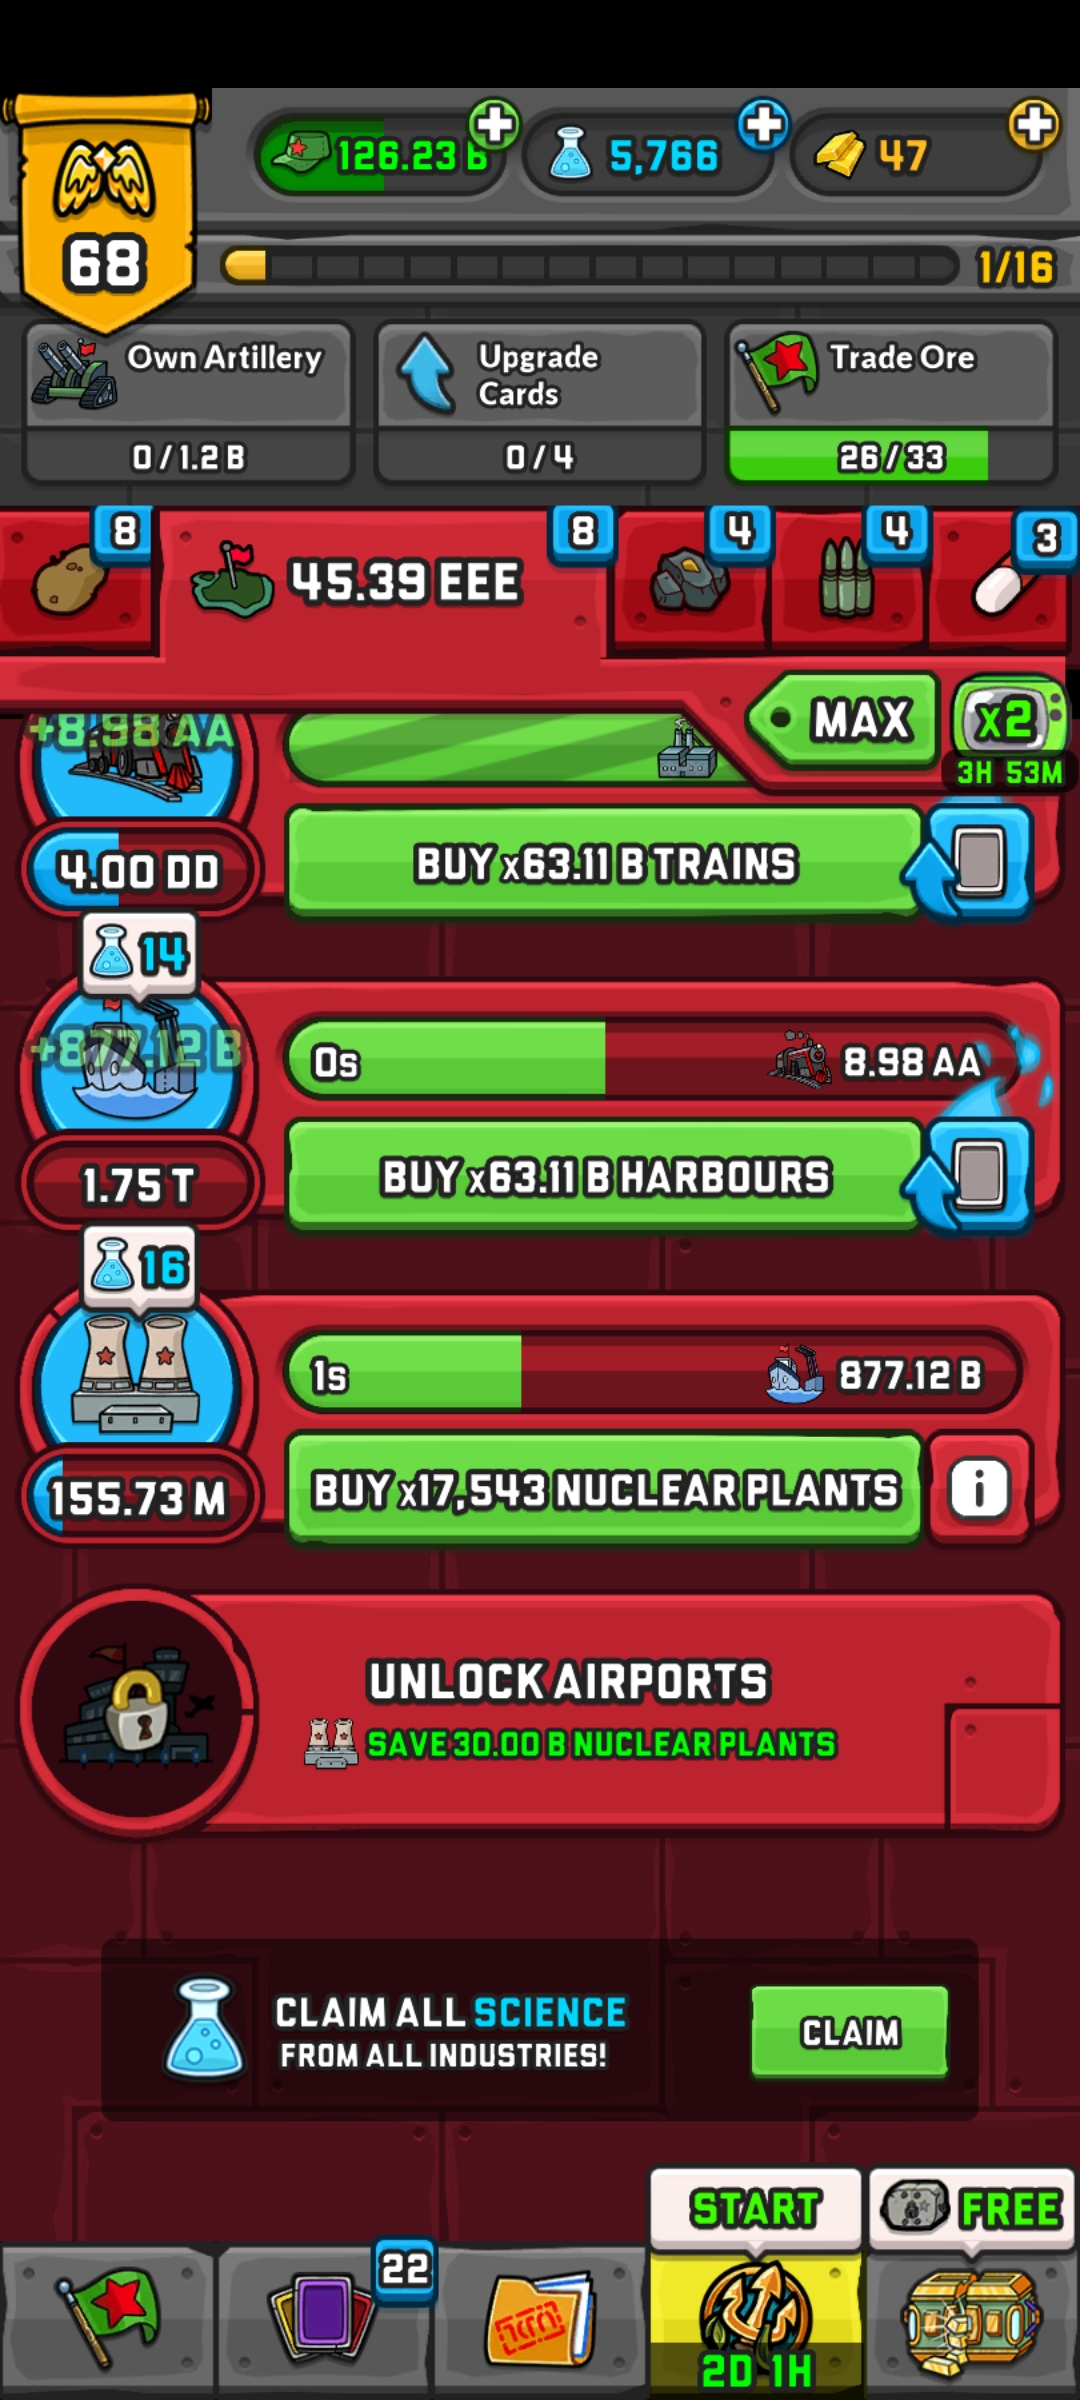 126.23 B
5,766
47
68
1/16
Own Artillery
0/1.2 B
Upgrade
Cards
0/4
Trade Ore
26/33
8
45.39 EEE
8
4
4
3
MAX
x2
3H 53M
+8.98 AA
4.00 DD
BUY x63.11 B TRAINS
14
+877.12 B
0s
8.98 AA
1.75 T
BUY x63.11 B HARBOURS
16
1s
877.12 B
155.73 M
BUY x17,543 NUCLEAR PLANTS
i
UNLOCK AIRPORTS
SAVE 30.00 B NUCLEAR PLANTS
CLAIM ALL SCIENCE
FROM ALL INDUSTRIES!
CLAIM
START
FREE
22
2D 1H